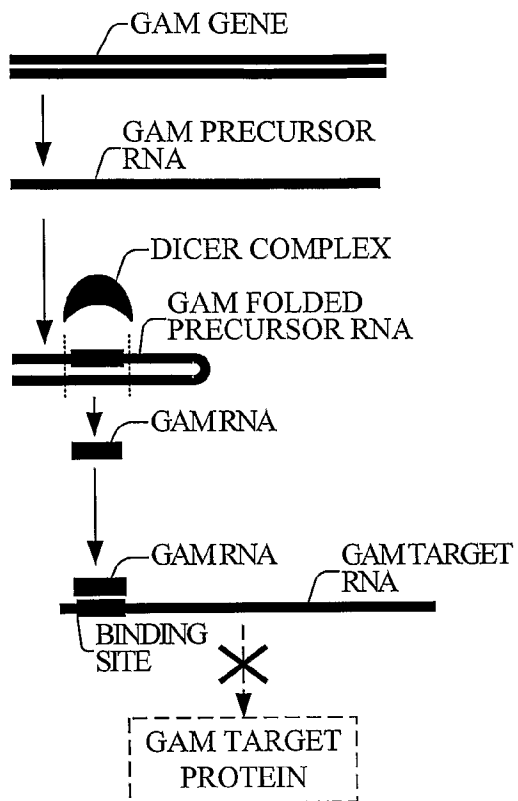 GAM GENE
GAM PRECURSOR
RNA
DICER COMPLEX
GAM FOLDED
PRECURSOR RNA
GAM RNA
GAM RNA
GAM TARGET
RNA
BINDING
SITE
GAM TARGET
PROTEIN